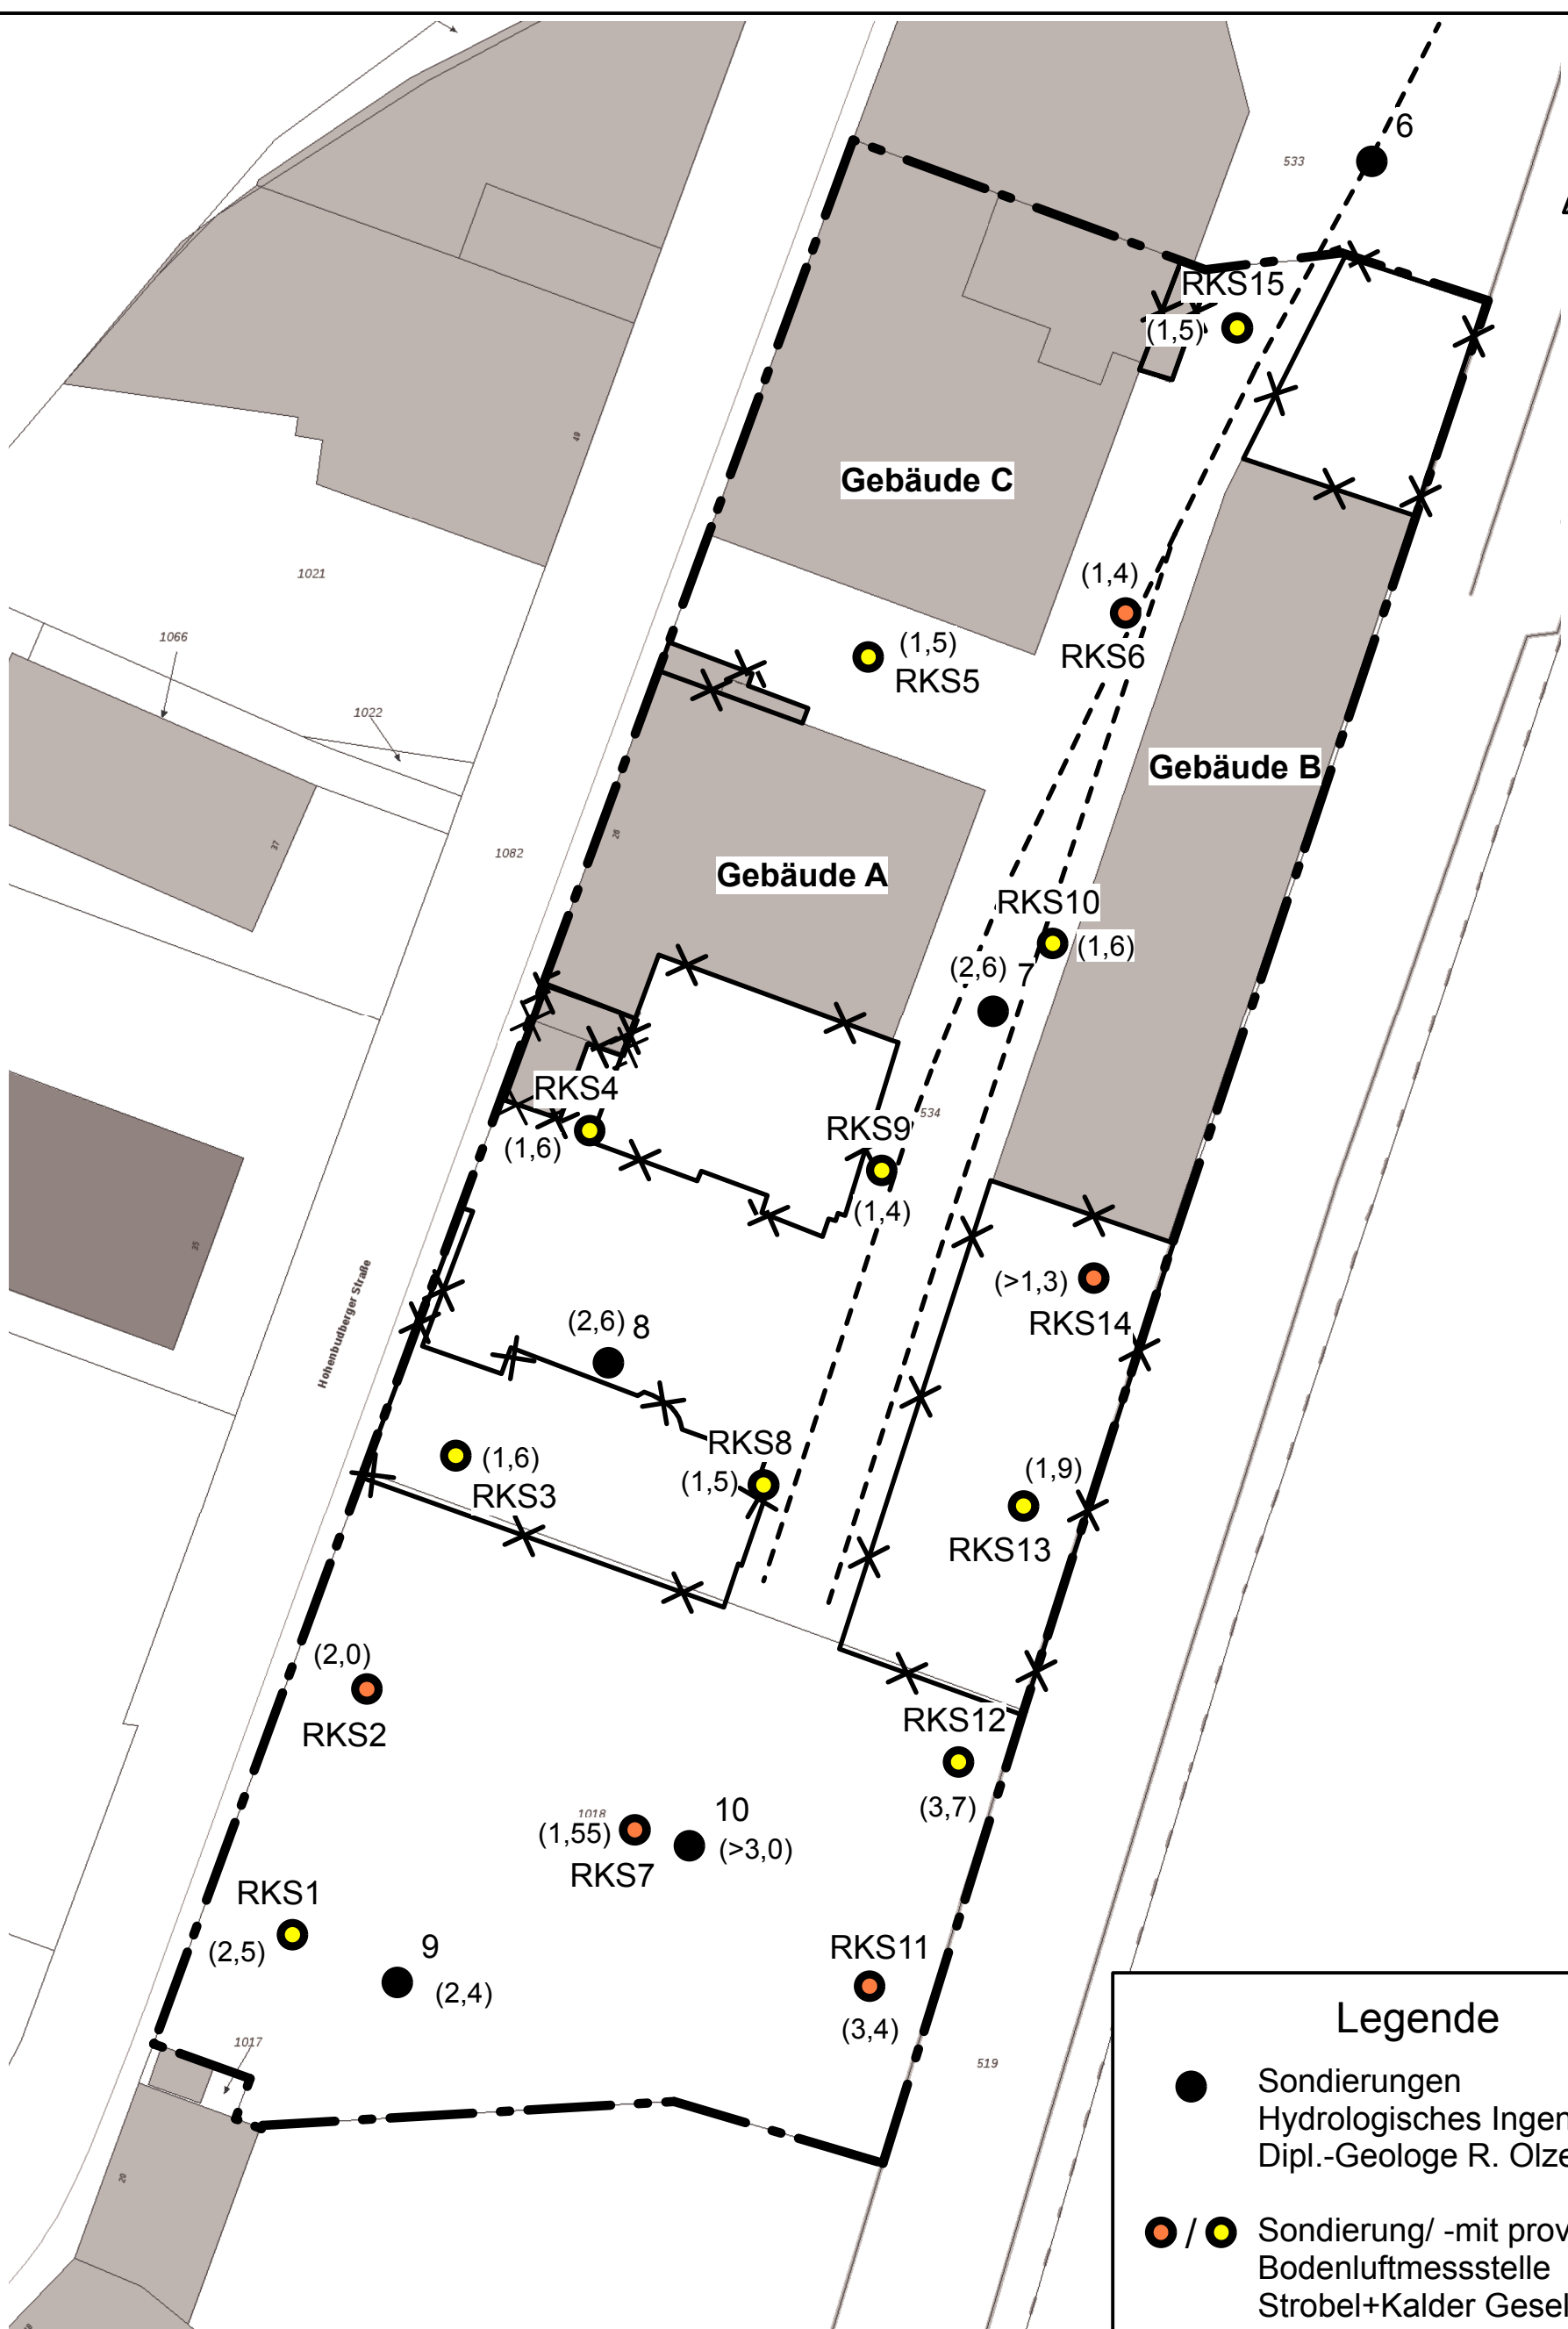 6
533
RKS15
(1,5)
49
Gebäude C
1021
(1,4)
RKS6
1066
(1,5)
RKS5
1022
Gebäude B
26
37
1082
Gebäude A
RKS10
(1,6)
(2,6) 7
RKS4
534
RKS9
(1,6)
(1,4)
35
Hohenbudberger Straße
(>1,3)
RKS14
(2,6) 8
RKS8
(1,6)
RKS3
(1,5)
(1,9)
RKS13
(2,0)
RKS2
RKS12
(3,7)
10
1018
(1,55)
(>3,0)
RKS7
RKS1
(2,5)
9
(2,4)
RKS11
(3,4)
1017
519
20
Legende
Sondierungen
Hydrologisches Ingen
Dipl.-Geologe R. Olze
/ Sondierung/ -mit prov
Bodenluftmessstelle
Strobel+Kalder Gesel